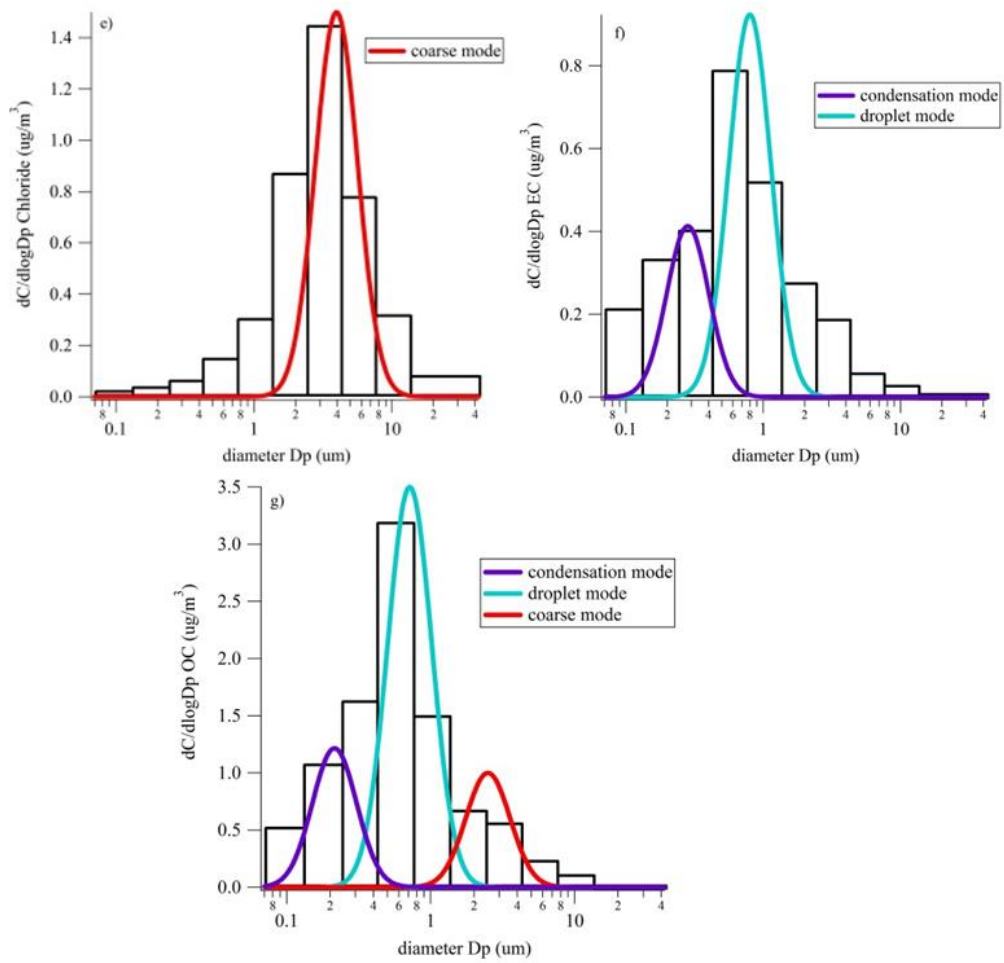 e)
coarse mode
dC/dlogDp Chloride (ug/m³)
1.4
1.2
1.0
0.8
0.6
0.4
0.2
0.0
8 0.1 2 4 6 8 1 2 4 6 8 10 2 4
diameter Dp (um)
f)
condensation mode
droplet mode
dC/dlogDp EC (ug/m³)
0.8
0.6
0.4
0.2
0.0
8 0.1 2 4 6 8 1 2 4 6 8 10 2 4
diameter Dp (um)
g)
condensation mode
droplet mode
coarse mode
dC/dlogDp OC (ug/m³)
3.5
3.0
2.5
2.0
1.5
1.0
0.5
0.0
8 0.1 2 4 6 8 1 2 4 6 8 10 2 4
diameter Dp (um)